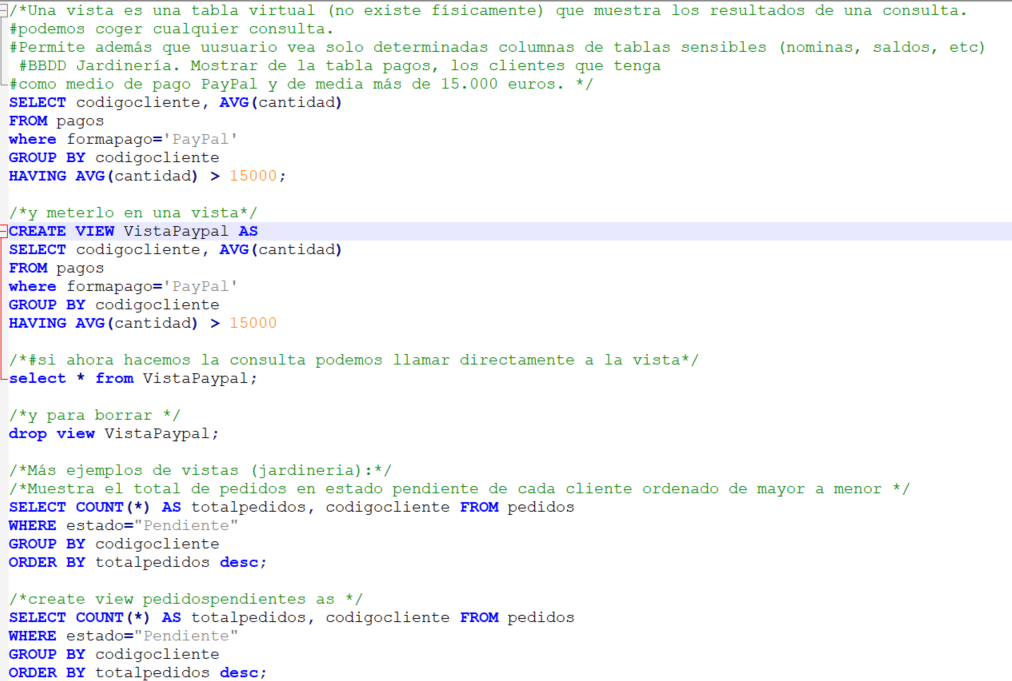 /*Una vista es una tabla virtual (no existe físicamente) que muestra los resultados de una consulta.
#podemos coger cualquier consulta.
#Permite además que uusuario vea solo determinadas columnas de tablas sensibles (nominas, saldos, etc)
#BBDD Jardinería. Mostrar de la tabla pagos, los clientes que tenga
#como medio de pago PayPal y de media más de 15.000 euros. */
SELECT codigocliente, AVG(cantidad)
FROM pagos
where formapago='PayPal'
GROUP BY codigocliente
HAVING AVG(cantidad) > 15000;
/*y meterlo en una vista*/
CREATE VIEW VistaPaypal AS
SELECT codigocliente, AVG(cantidad)
FROM pagos
where formapago='PayPal'
GROUP BY codigocliente
HAVING AVG(cantidad) > 15000
/*#si ahora hacemos la consulta podemos llamar directamente a la vista*/
select * from VistaPaypal;
/*y para borrar */
drop view VistaPaypal;
/*Más ejemplos de vistas (jardineria):*/
/*Muestra el total de pedidos en estado pendiente de cada cliente ordenado de mayor a menor */
SELECT COUNT(*) AS totalpedidos, codigocliente FROM pedidos
WHERE estado="Pendiente"
GROUP BY codigocliente
ORDER BY totalpedidos desc;
/*create view pedidospendientes as */
SELECT COUNT(*) AS totalpedidos, codigocliente FROM pedidos
WHERE estado="Pendiente"
GROUP BY codigocliente
ORDER BY totalpedidos desc;